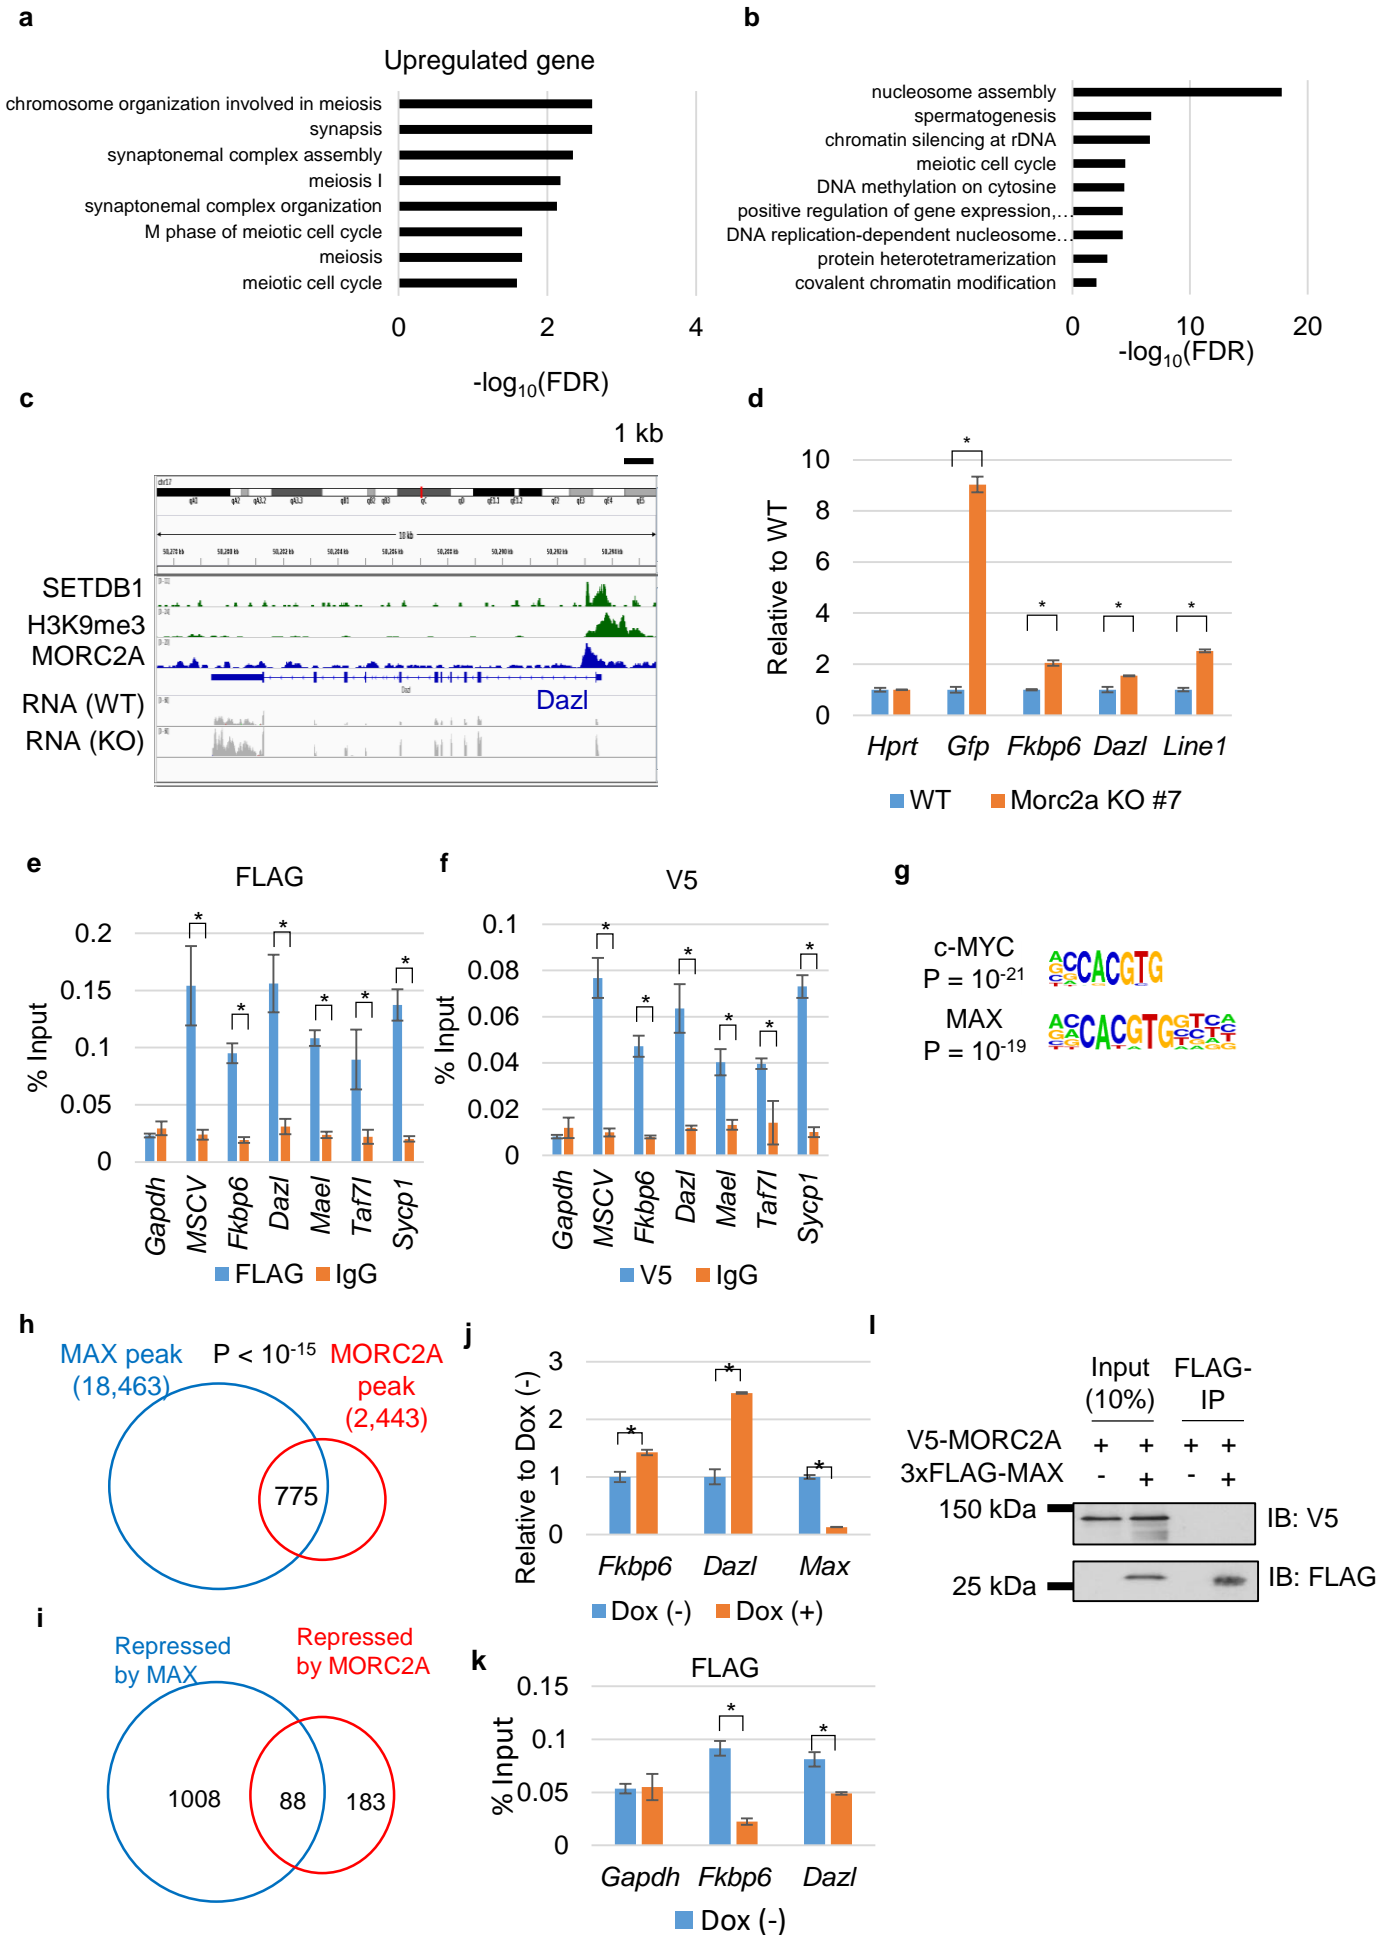 a
Upregulated gene
chromosome organization involved in meiosis
synapsis
synaptonemal complex assembly
meiosis I
synaptonemal complex organization
M phase of meiotic cell cycle
meiosis
meiotic cell cycle
0 2 4
-log10(FDR)
b
nucleosome assembly
spermatogenesis
chromatin silencing at rDNA
meiotic cell cycle
DNA methylation on cytosine
positive regulation of gene expression,…
DNA replication-dependent nucleosome…
protein heterotetramerization
covalent chromatin modification
0 10 20
-log10(FDR)
c
1 kb
chr17
10 kb
SETDB1
H3K9me3
MORC2A
Dazl
Dazl
RNA (WT)
RNA (KO)
d
Relative to WT
10
8
6
4
2
0
* * * *
Hprt Gfp Fkbp6 Dazl Line1
WT Morc2a KO #7
e
FLAG
% Input
0.2
0.15
0.1
0.05
0
* * * * * *
Gapdh MSCV Fkbp6 Dazl Mael Taf7l Sycp1
FLAG IgG
f
V5
% Input
0.1
0.08
0.06
0.04
0.02
0
* * * * * *
Gapdh MSCV Fkbp6 Dazl Mael Taf7l Sycp1
V5 IgG
g
c-MYC
P = 10-21
CACGTG
MAX
P = 10-19
CACGTG
h
MAX peak
(18,463)
P < 10-15
MORC2A
peak
(2,443)
775
i
Repressed
by MAX
Repressed
by MORC2A
1008 88 183
j
Relative to Dox (-)
3
2
1
0
* * *
Fkbp6 Dazl Max
Dox (-) Dox (+)
k
FLAG
% Input
0.15
0.1
0.05
0
* *
Gapdh Fkbp6 Dazl
Dox (-)
l
Input
(10%)
FLAG-
IP
V5-MORC2A + + + +
3xFLAG-MAX - + - +
150 kDa
IB: V5
25 kDa
IB: FLAG